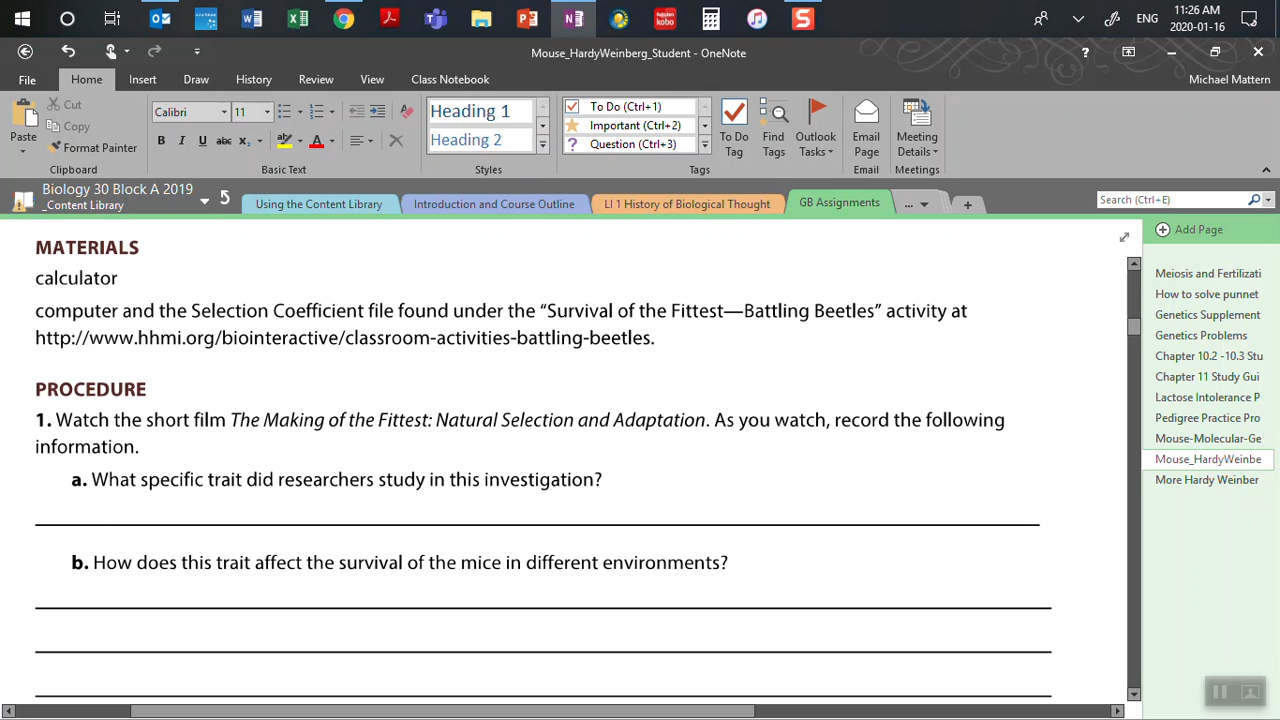 11:26 AM
ENG
2020-01-16
Mouse_HardyWeinberg_Student - OneNote
File Home Insert Draw History Review View Class Notebook
Michael Mattern
Cut
Copy
Format Painter
Paste
Clipboard
Calibri 11
Basic Text
Heading 1
Heading 2
Styles
To Do (Ctrl+1)
Important (Ctrl+2)
Question (Ctrl+3)
Tags
To Do
Tag
Find
Tags
Outlook
Tasks
Email
Page
Email
Meeting
Details
Meetings
Biology 30 Block A 2019
_Content Library
Using the Content Library
Introduction and Course Outline
LI 1 History of Biological Thought
GB Assignments
...
Search (Ctrl+E)
MATERIALS
calculator
computer and the Selection Coefficient file found under the “Survival of the Fittest—Battling Beetles” activity at
http://www.hhmi.org/biointeractive/classroom-activities-battling-beetles.
PROCEDURE
1. Watch the short film The Making of the Fittest: Natural Selection and Adaptation. As you watch, record the following
information.
a. What specific trait did researchers study in this investigation?
b. How does this trait affect the survival of the mice in different environments?
Add Page
Meiosis and Fertilizati
How to solve punnet
Genetics Supplement
Genetics Problems
Chapter 10.2 -10.3 Stu
Chapter 11 Study Gui
Lactose Intolerance P
Pedigree Practice Pro
Mouse-Molecular-Ge
Mouse_HardyWeinbe
More Hardy Weinber